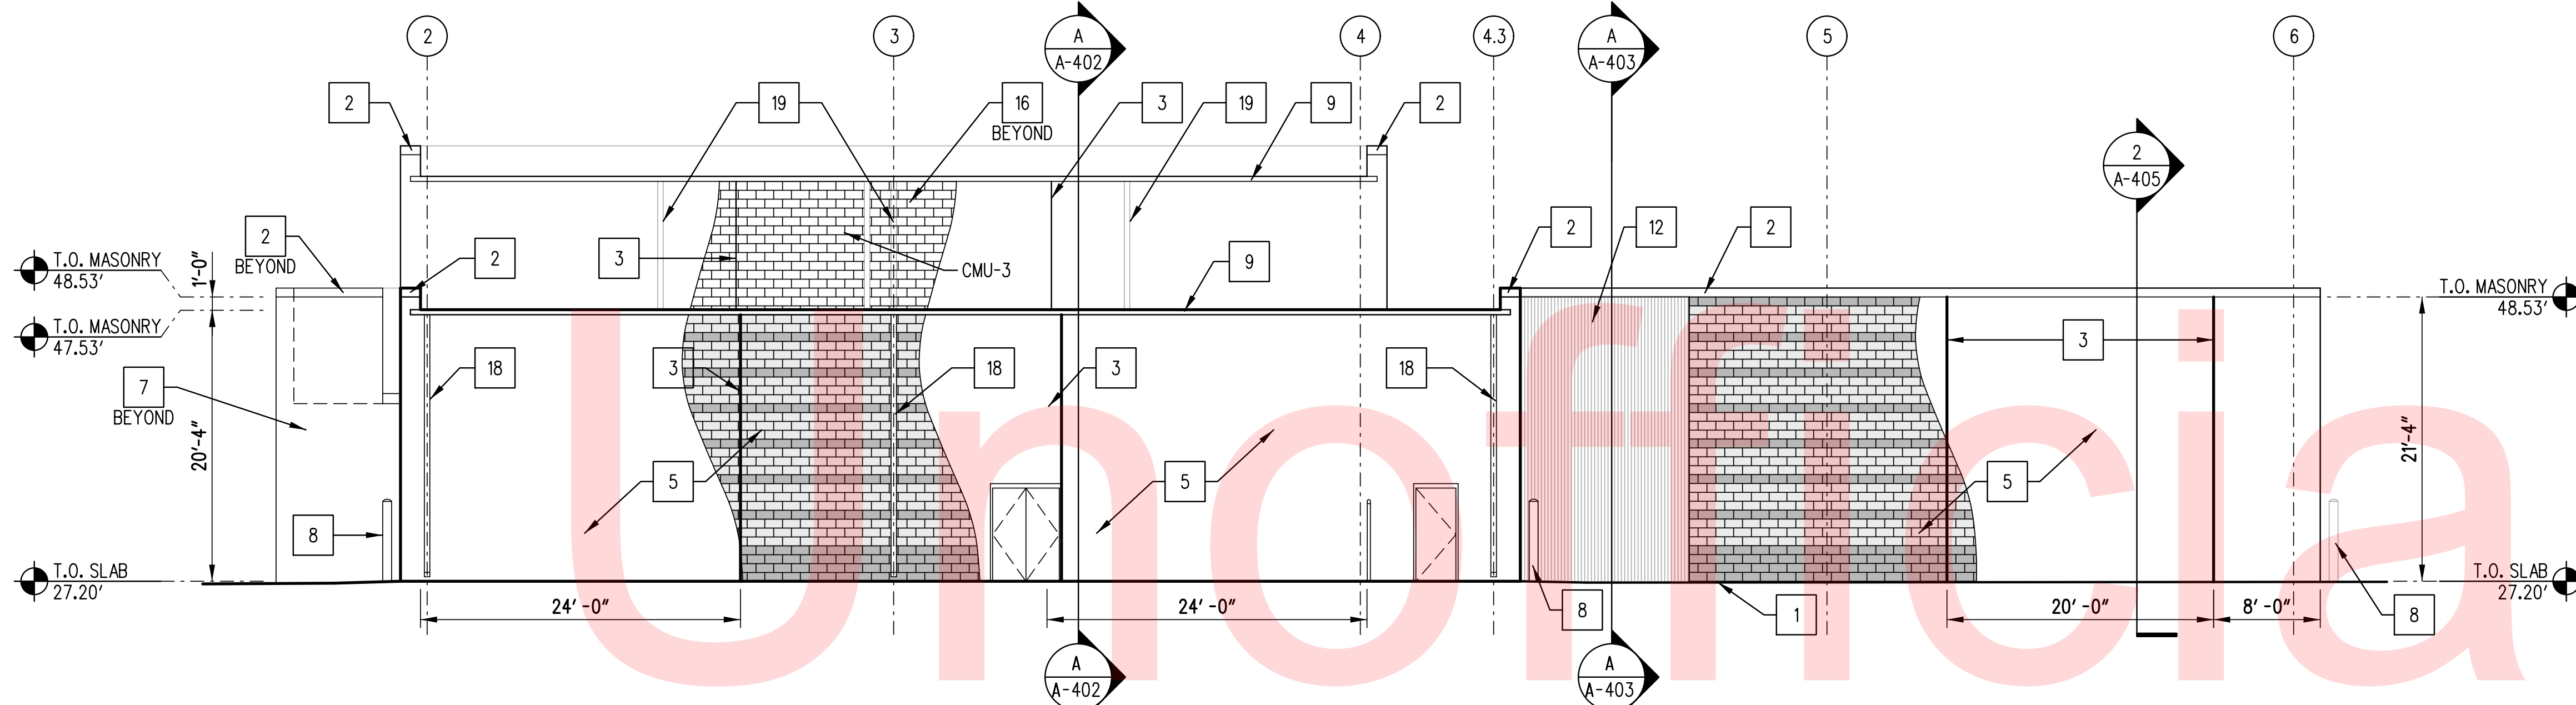 2
3
A
A-402
4
4.3
A
A-403
5
6
2
19
16
BEYOND
3
19
9
2
2
A-405
2
BEYOND
2
3
CMU-3
9
2
12
2
T.O. MASONRY
48.53'
1'-0"
T.O. MASONRY
48.53'
T.O. MASONRY
47.53'
7
BEYOND
18
3
18
3
18
3
20'-4"
21'-4"
5
5
5
8
T.O. SLAB
27.20'
T.O. SLAB
27.20'
24' -0"
24' -0"
8
1
20' -0"
8' -0"
8
A
A-402
A
A-403
Unofficia